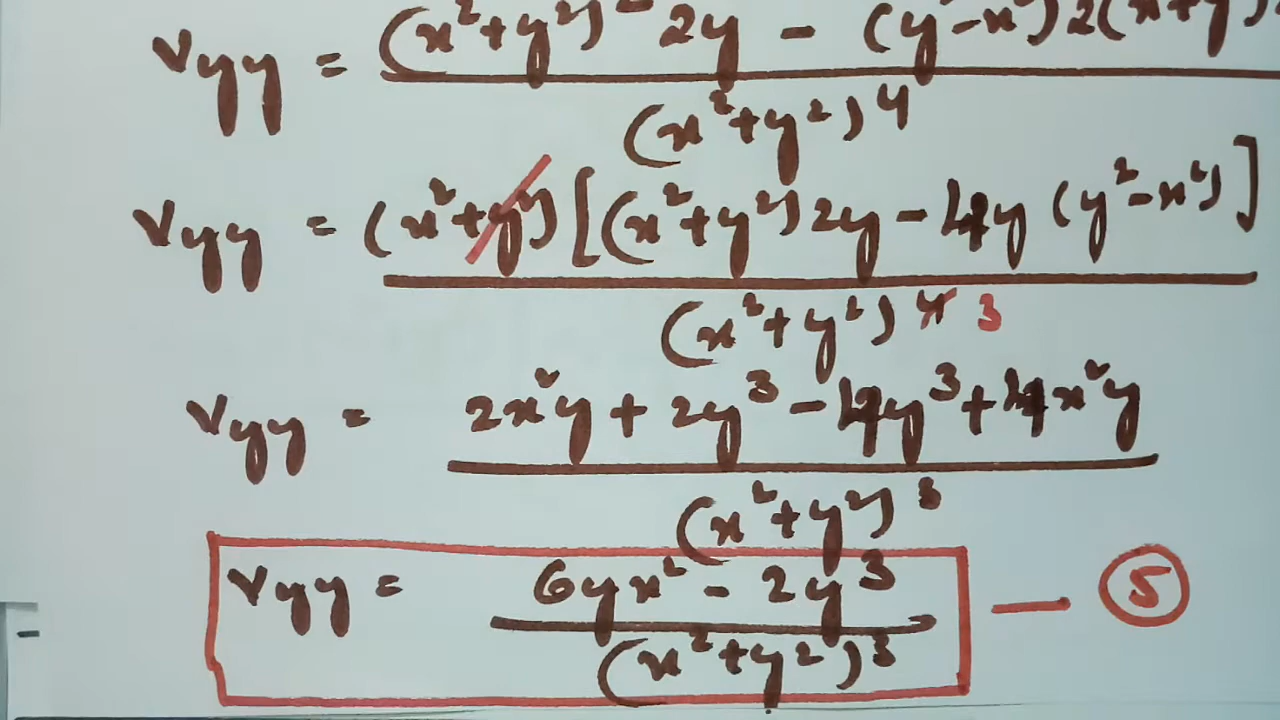 Vyy = (x²+y²)² 2y - (y²-x²) 2(x²+y²)
(x²+y²)⁴
Vyy = (x²+y²) [(x²+y²) 2y - 4y (y²-x²)]
(x²+y²)⁴ 3
Vyy = 2x²y + 2y³ - 4y³ + 4x²y
(x²+y²)³
Vyy = 6yx² - 2y³ — ⑤
(x²+y²)³